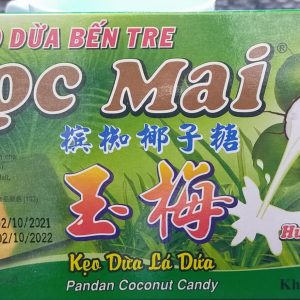 DỪA BẾN TRE
ọc Mai®
檳榔椰子糖
玉梅
2/10/2021
02/10/2022
Kẹo Dừa Lá Dứa
Pandan Coconut Candy